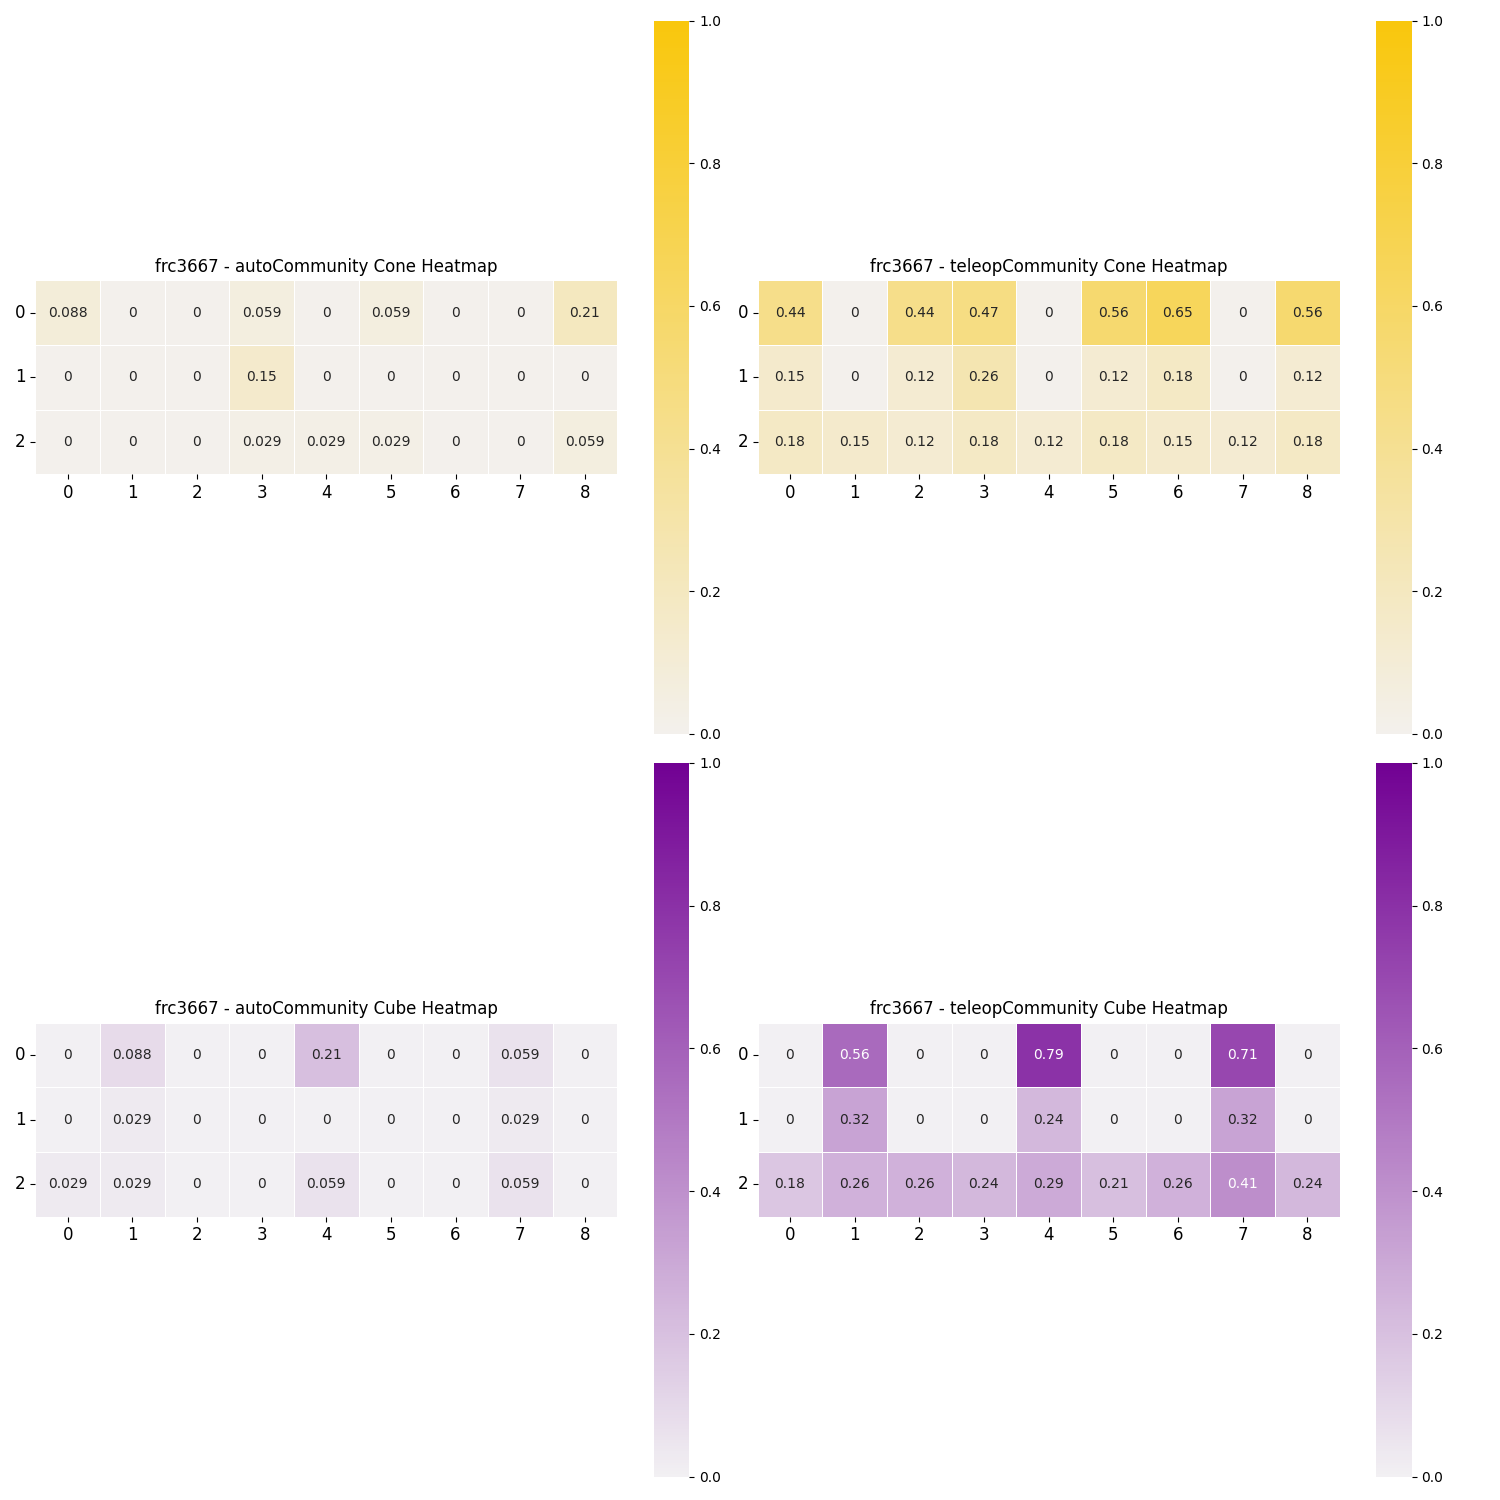 frc3667 - autoCommunity Cone Heatmap
0 0.088 0 0 0.059 0 0.059 0 0 0.21
1 0 0 0 0.15 0 0 0 0 0
2 0 0 0 0.029 0.029 0.029 0 0 0.059
0 1 2 3 4 5 6 7 8
1.0
0.8
0.6
0.4
0.2
0.0
frc3667 - teleopCommunity Cone Heatmap
0 0.44 0 0.44 0.47 0 0.56 0.65 0 0.56
1 0.15 0 0.12 0.26 0 0.12 0.18 0 0.12
2 0.18 0.15 0.12 0.18 0.12 0.18 0.15 0.12 0.18
0 1 2 3 4 5 6 7 8
1.0
0.8
0.6
0.4
0.2
0.0
frc3667 - autoCommunity Cube Heatmap
0 0 0.088 0 0 0.21 0 0 0.059 0
1 0 0.029 0 0 0 0 0 0.029 0
2 0.029 0.029 0 0 0.059 0 0 0.059 0
0 1 2 3 4 5 6 7 8
1.0
0.8
0.6
0.4
0.2
0.0
frc3667 - teleopCommunity Cube Heatmap
0 0 0.56 0 0 0.79 0 0 0.71 0
1 0 0.32 0 0 0.24 0 0 0.32 0
2 0.18 0.26 0.26 0.24 0.29 0.21 0.26 0.41 0.24
0 1 2 3 4 5 6 7 8
1.0
0.8
0.6
0.4
0.2
0.0